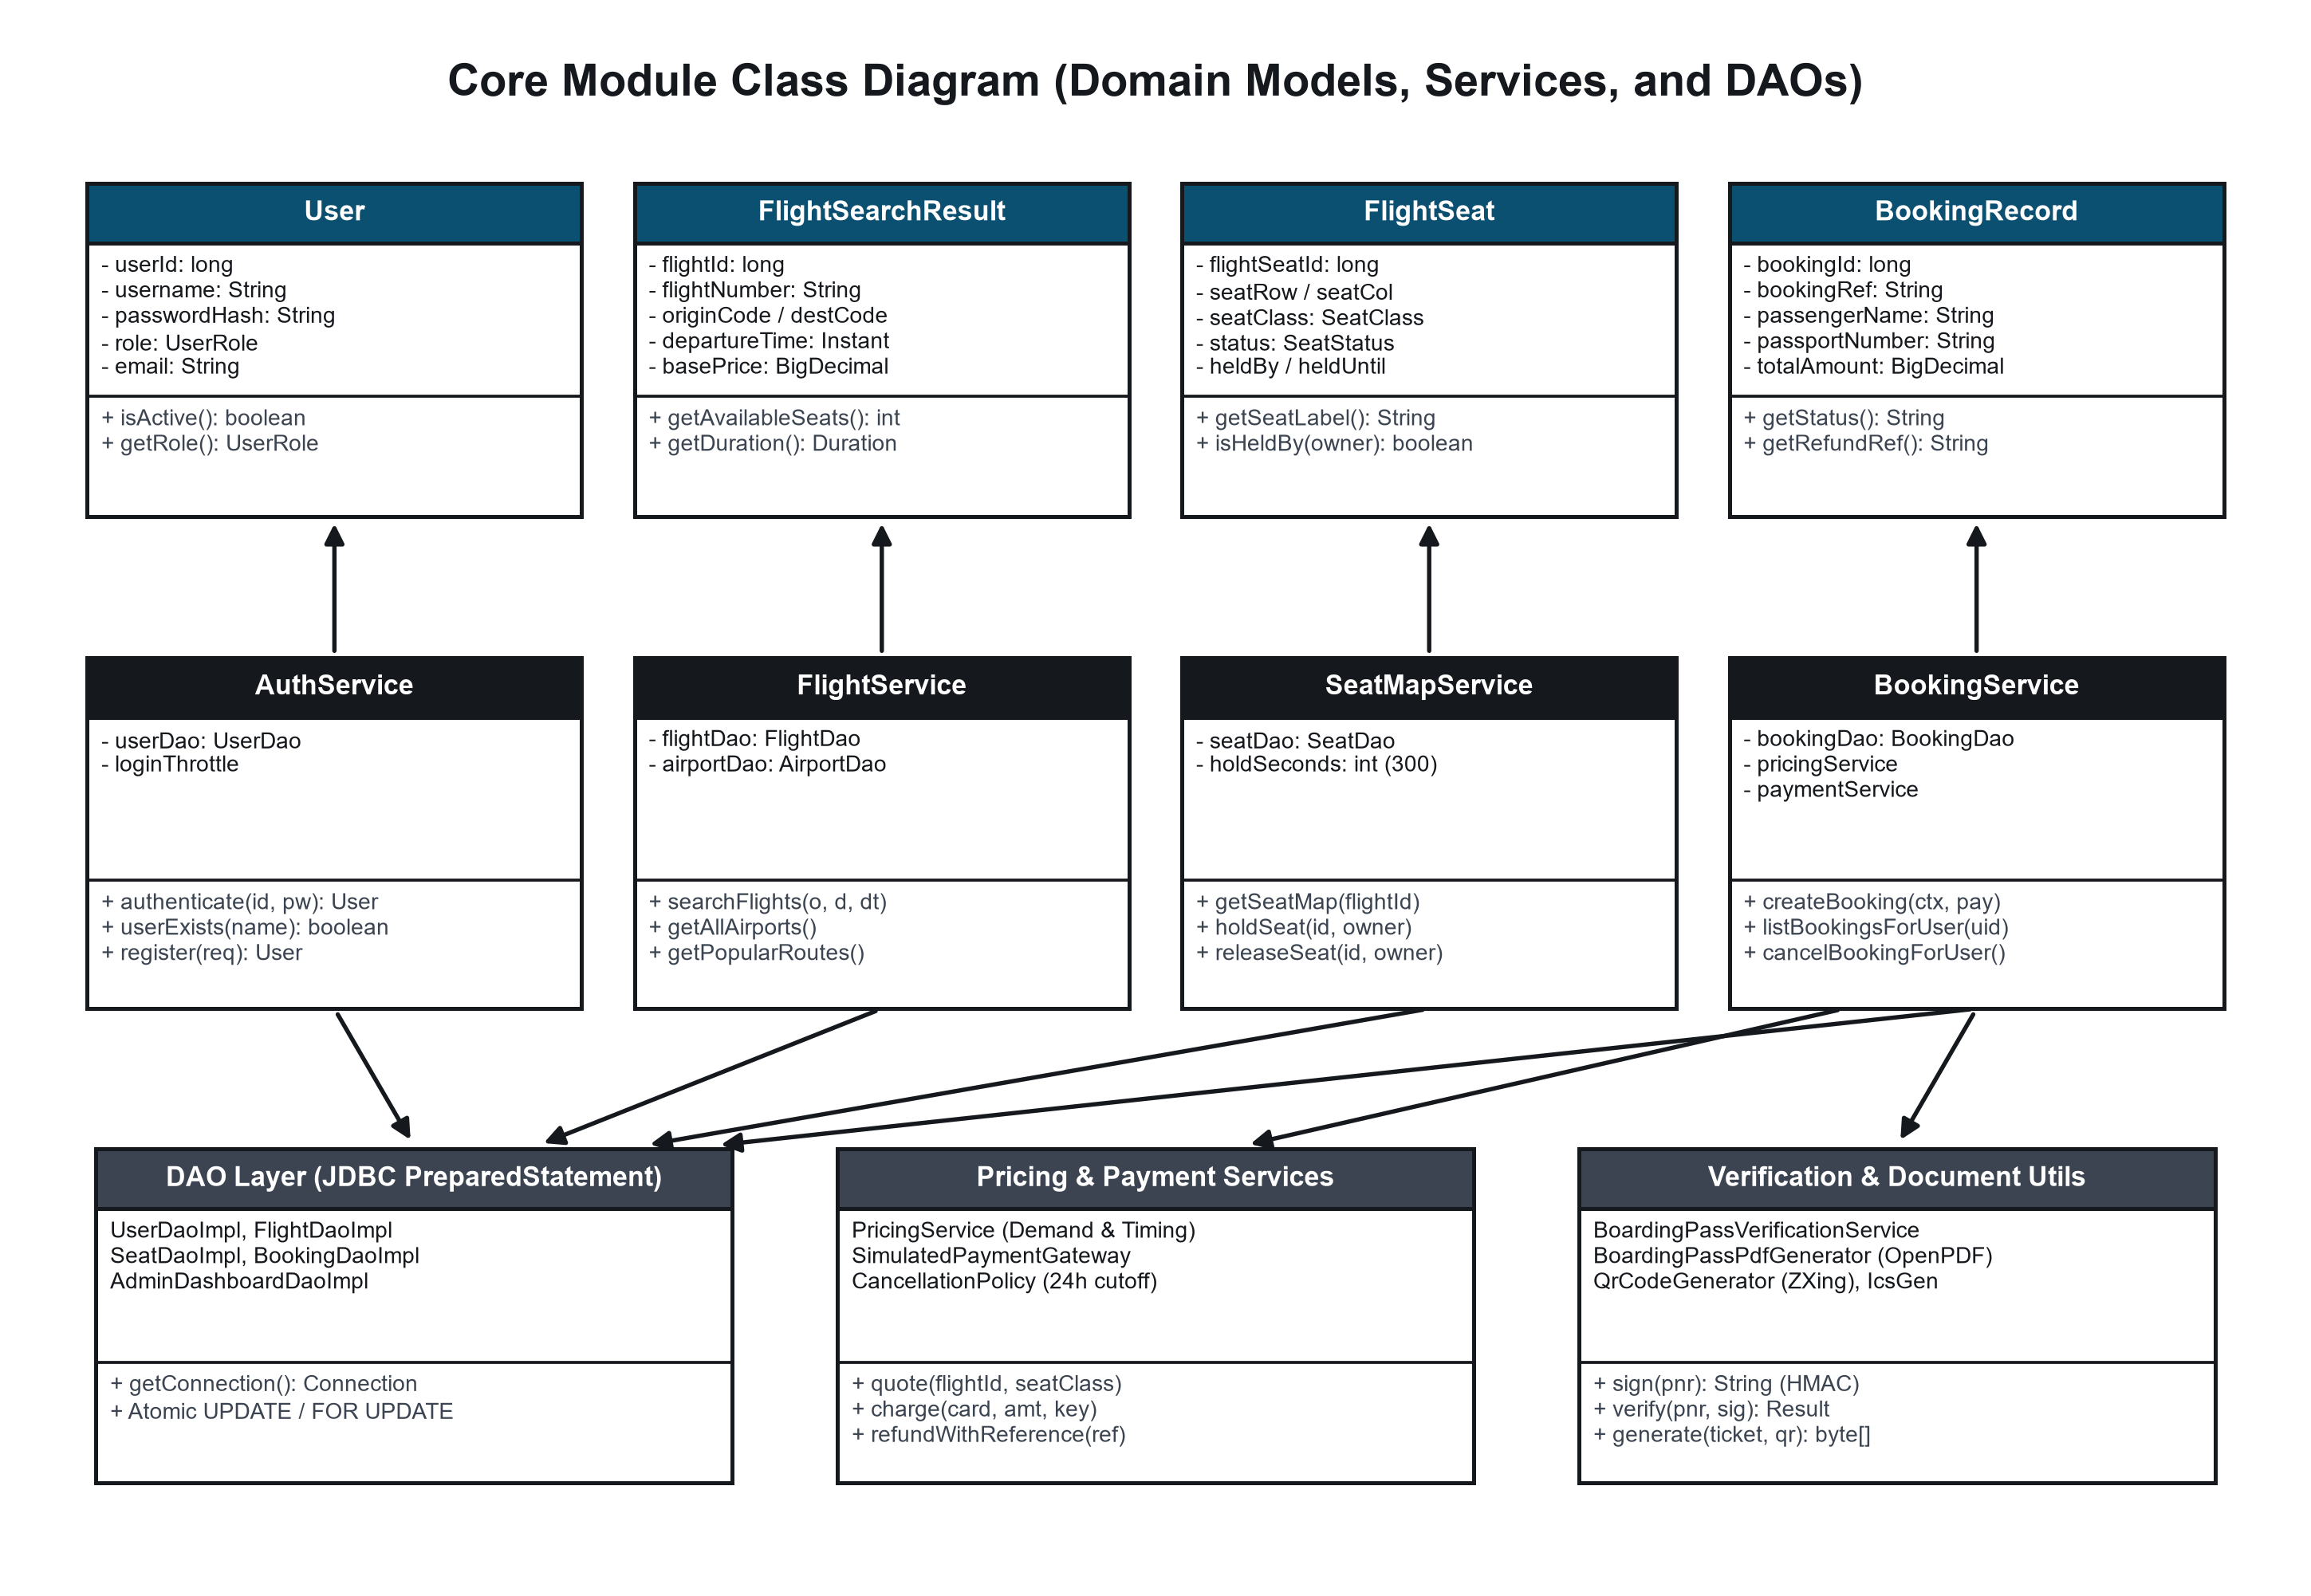 Core Module Class Diagram (Domain Models, Services, and DAOs)
User
- userId: long
- username: String
- passwordHash: String
- role: UserRole
- email: String
+ isActive(): boolean
+ getRole(): UserRole
FlightSearchResult
- flightId: long
- flightNumber: String
- originCode / destCode
- departureTime: Instant
- basePrice: BigDecimal
+ getAvailableSeats(): int
+ getDuration(): Duration
FlightSeat
- flightSeatId: long
- seatRow / seatCol
- seatClass: SeatClass
- status: SeatStatus
- heldBy / heldUntil
+ getSeatLabel(): String
+ isHeldBy(owner): boolean
BookingRecord
- bookingId: long
- bookingRef: String
- passengerName: String
- passportNumber: String
- totalAmount: BigDecimal
+ getStatus(): String
+ getRefundRef(): String
AuthService
- userDao: UserDao
- loginThrottle
+ authenticate(id, pw): User
+ userExists(name): boolean
+ register(req): User
FlightService
- flightDao: FlightDao
- airportDao: AirportDao
+ searchFlights(o, d, dt)
+ getAllAirports()
+ getPopularRoutes()
SeatMapService
- seatDao: SeatDao
- holdSeconds: int (300)
+ getSeatMap(flightId)
+ holdSeat(id, owner)
+ releaseSeat(id, owner)
BookingService
- bookingDao: BookingDao
- pricingService
- paymentService
+ createBooking(ctx, pay)
+ listBookingsForUser(uid)
+ cancelBookingForUser()
DAO Layer (JDBC PreparedStatement)
UserDaoImpl, FlightDaoImpl
SeatDaoImpl, BookingDaoImpl
AdminDashboardDaoImpl
+ getConnection(): Connection
+ Atomic UPDATE / FOR UPDATE
Pricing & Payment Services
PricingService (Demand & Timing)
SimulatedPaymentGateway
CancellationPolicy (24h cutoff)
+ quote(flightId, seatClass)
+ charge(card, amt, key)
+ refundWithReference(ref)
Verification & Document Utils
BoardingPassVerificationService
BoardingPassPdfGenerator (OpenPDF)
QrCodeGenerator (ZXing), IcsGen
+ sign(pnr): String (HMAC)
+ verify(pnr, sig): Result
+ generate(ticket, qr): byte[]